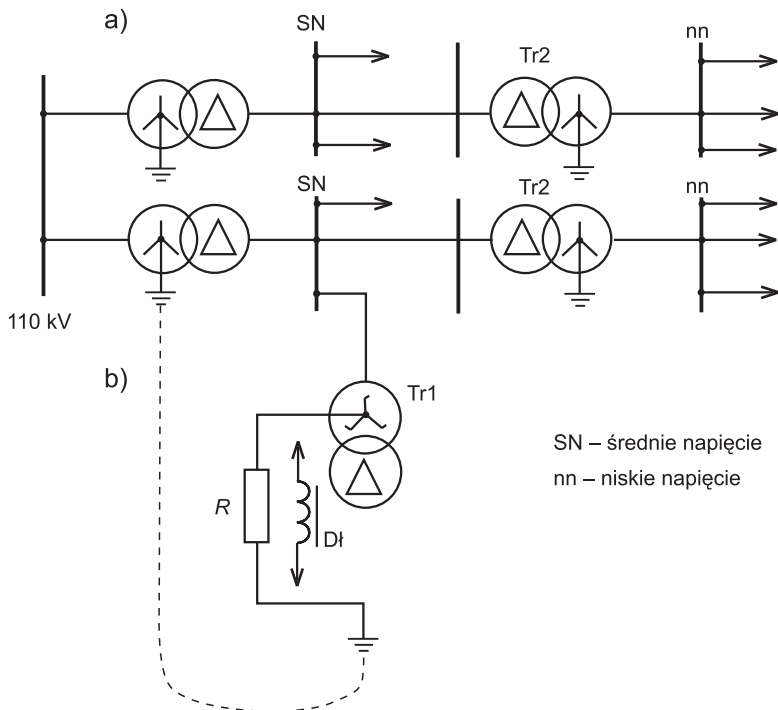 a)
SN
Tr2
nn
SN
Tr2
nn
110 kV
b)
Tr1
R
Dł
SN – średnie napięcie
nn – niskie napięcie